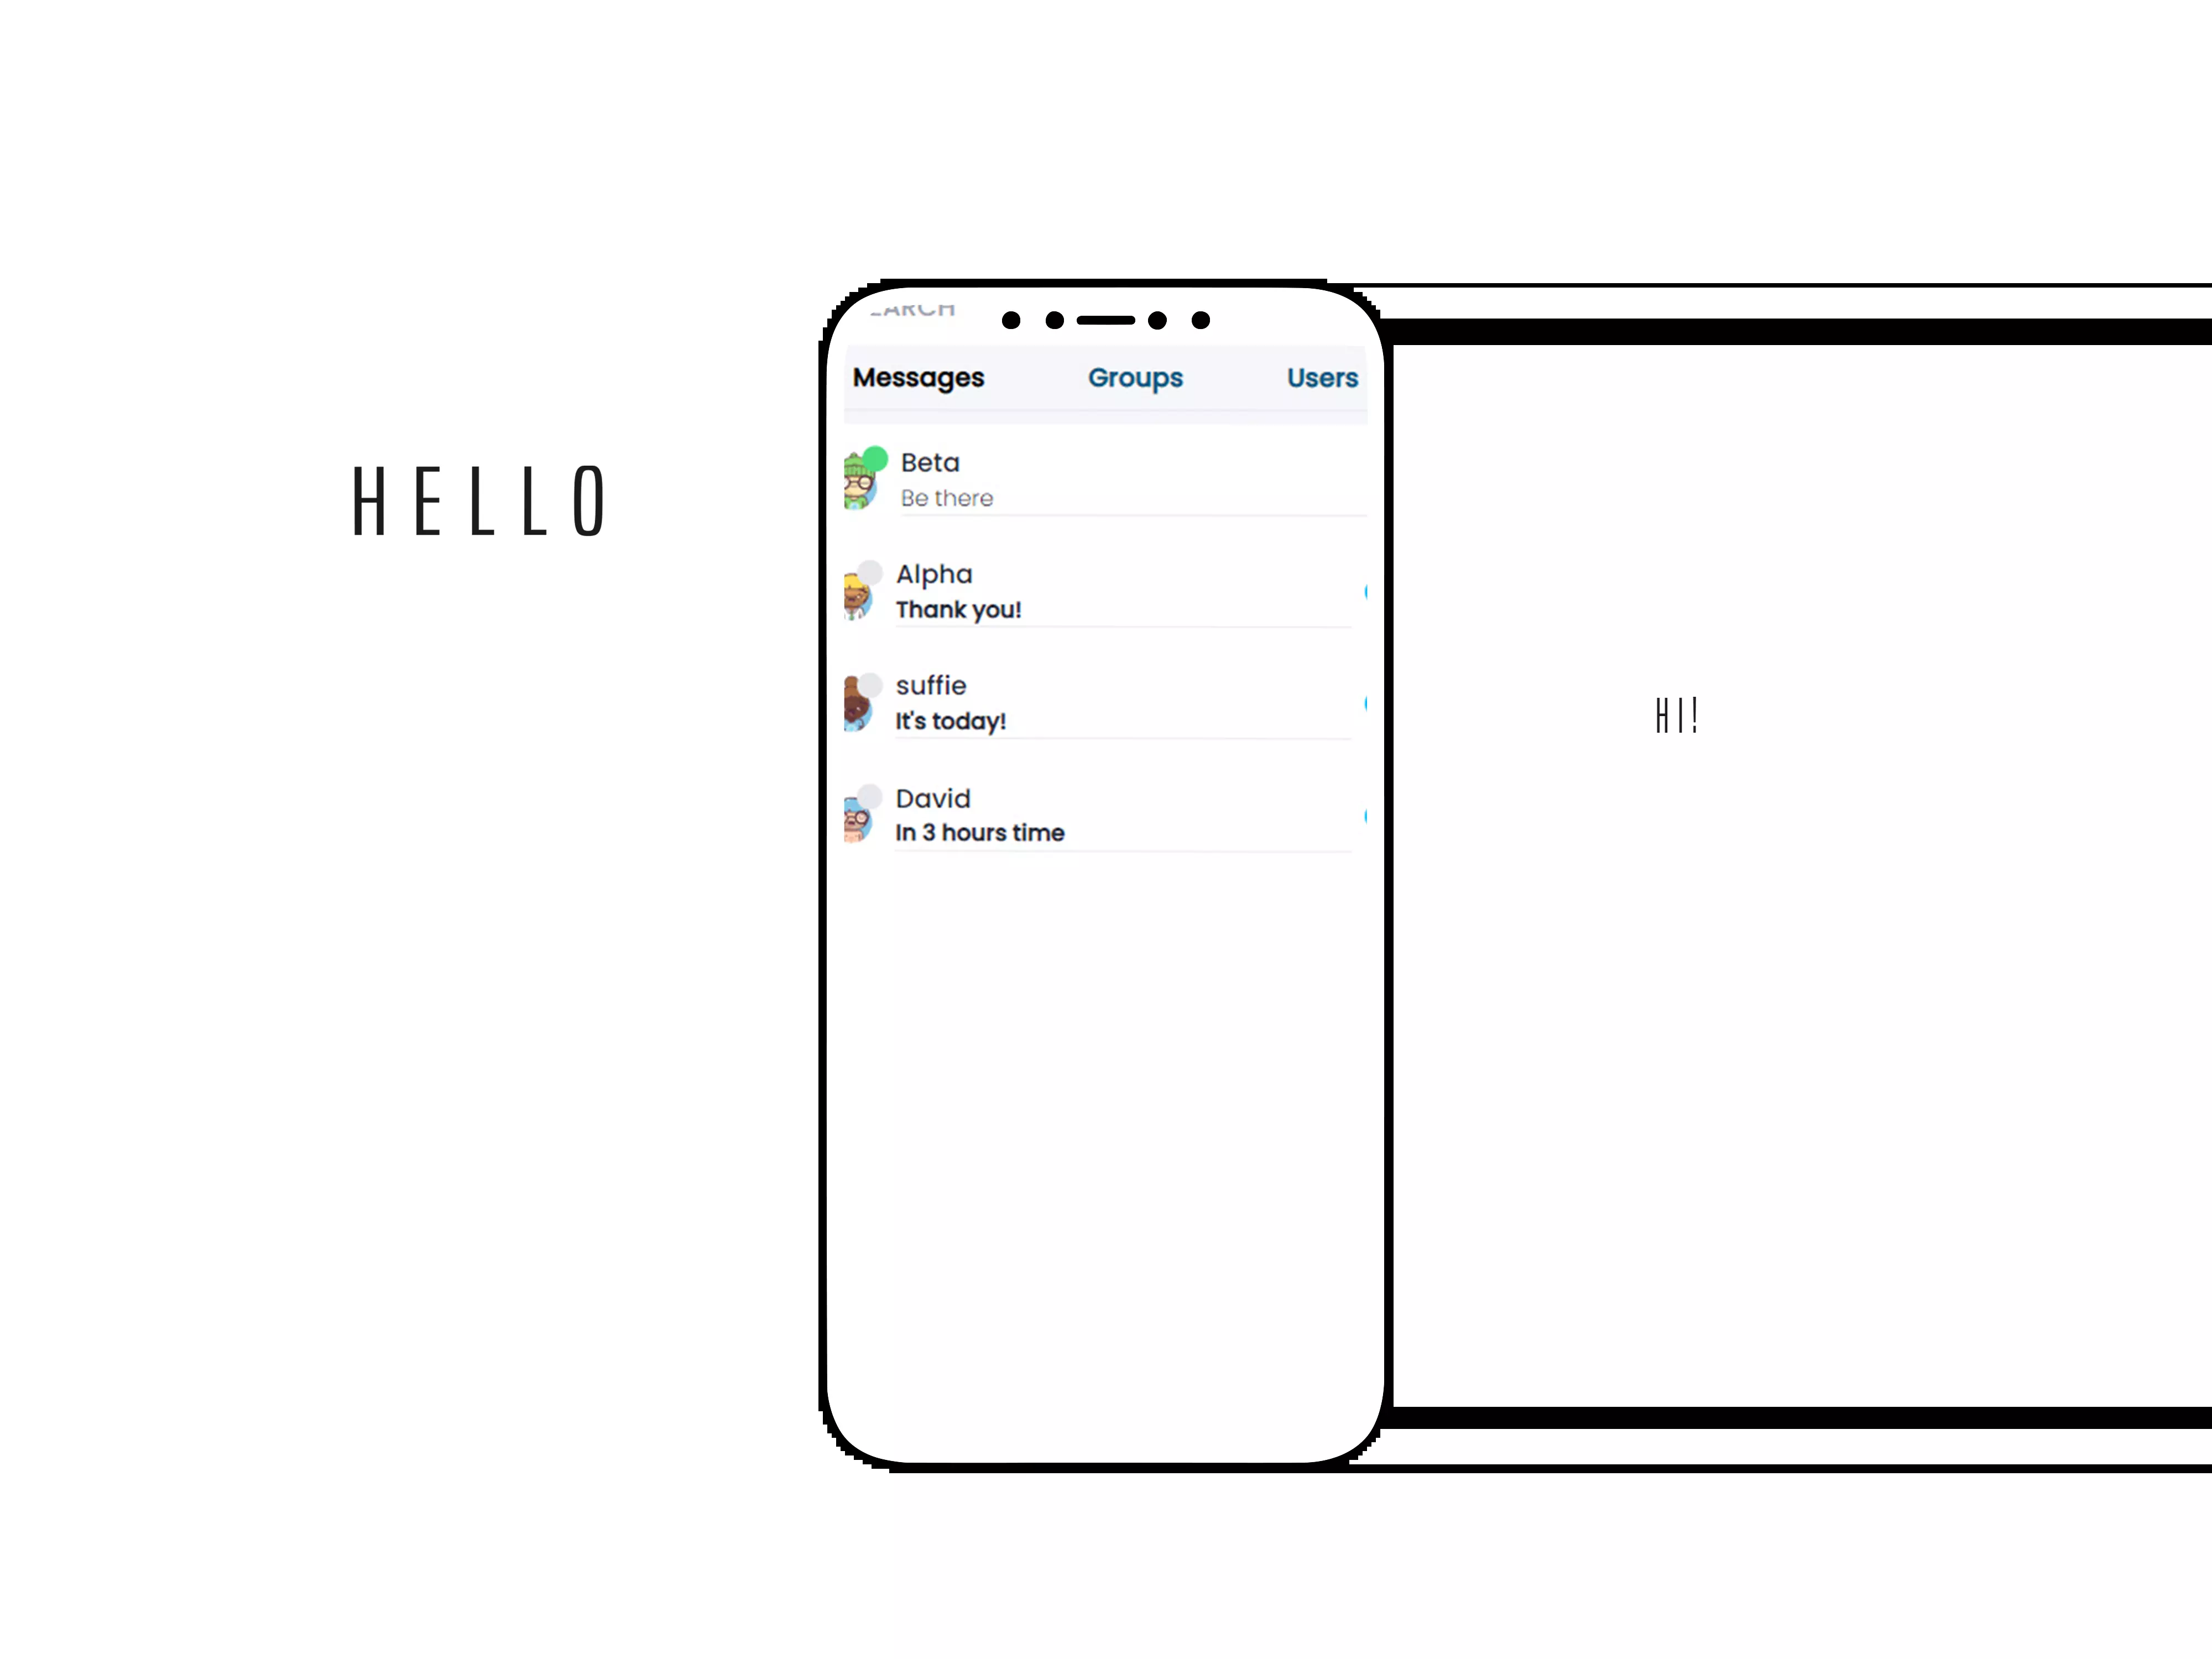 HELLO
Messages Groups Users
Beta
Be there
Alpha
Thank you!
suffie
It's today!
David
In 3 hours time
HI!